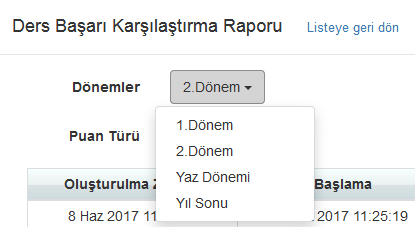 Ders Başarı Karşılaştırma Raporu Listeye geri dön
Dönemler 2.Dönem
1.Dönem
Puan Türü
2.Dönem
Yaz Dönemi
Oluşturulma Başlama
Yıl Sonu
8 Haz 2017 11 2017 11:25:19